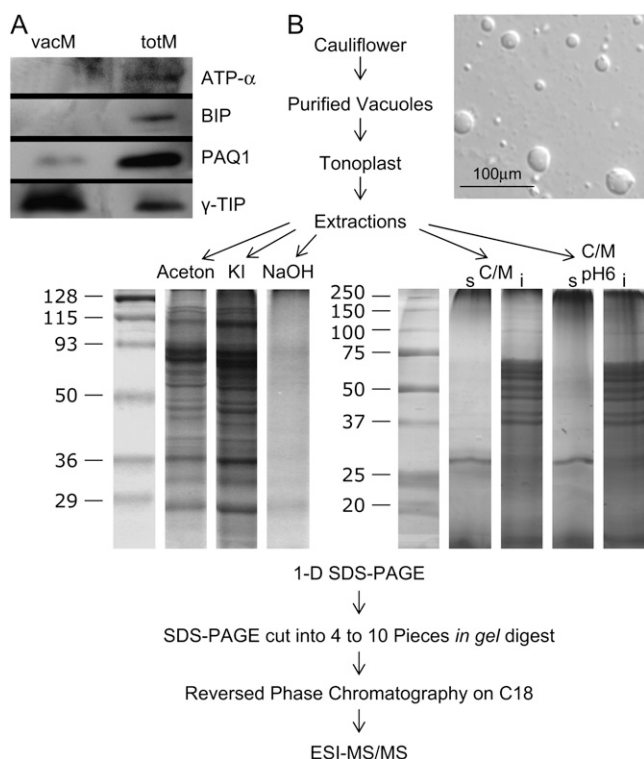 A
vacM totM
ATP-α
BIP
PAQ1
γ-TIP
B
Cauliflower
Purified Vacuoles
Tonoplast
Extractions
100μm
Aceton KI NaOH
128
115
93
50
36
29
C/M
s i
C/M
pH6
s i
250
150
100
75
50
37
25
20
1-D SDS-PAGE
SDS-PAGE cut into 4 to 10 Pieces in gel digest
Reversed Phase Chromatography on C18
ESI-MS/MS